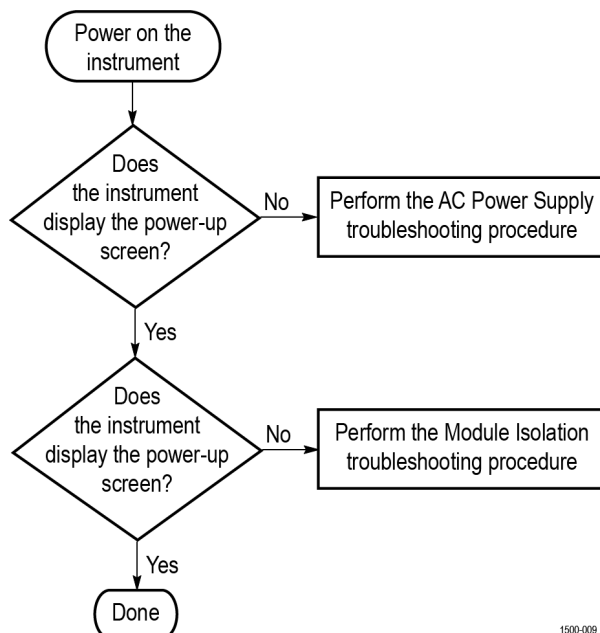 Power on the
instrument
Does
the instrument
display the power-up
screen?
No
Perform the AC Power Supply
troubleshooting procedure
Yes
Does
the instrument
display the power-up
screen?
No
Perform the Module Isolation
troubleshooting procedure
Yes
Done
1500-009